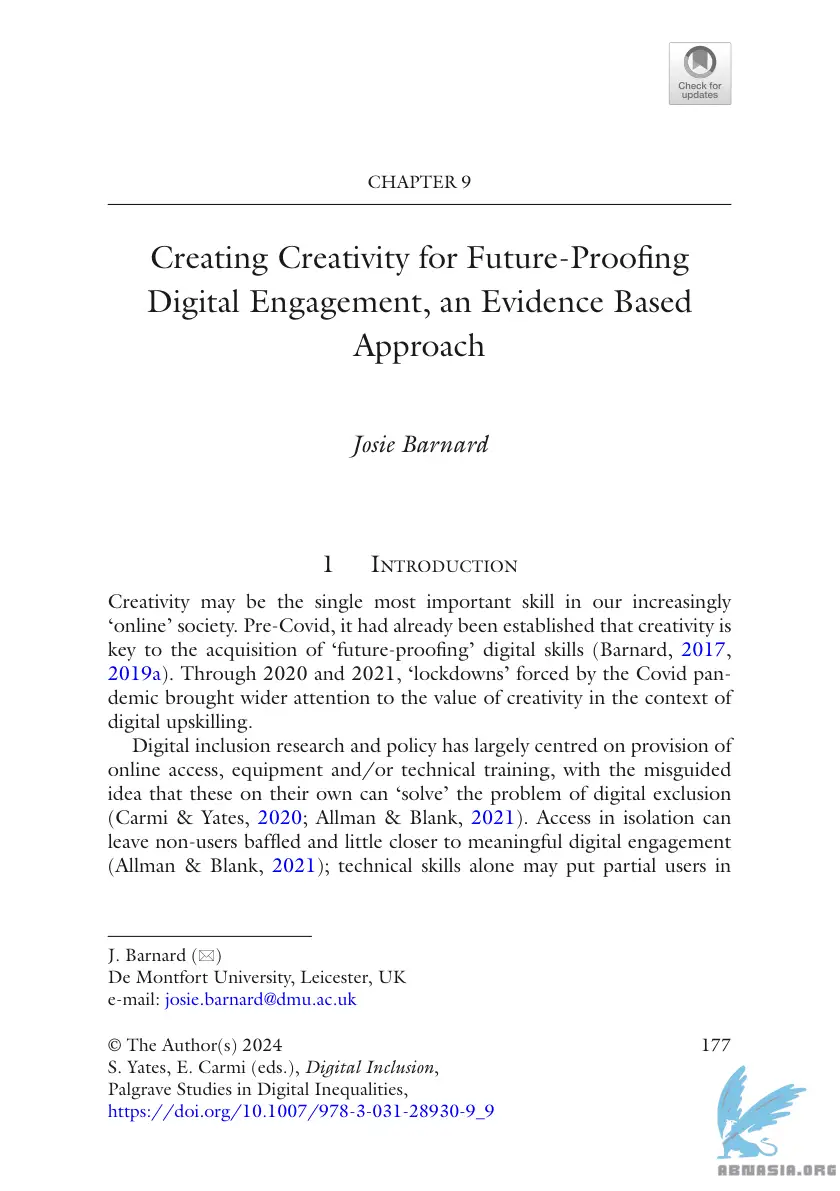 Check for
updates
CHAPTER 9
Creating Creativity for Future-Proofing
Digital Engagement, an Evidence Based
Approach
Josie Barnard
1 Introduction
Creativity may be the single most important skill in our increasingly
‘online’ society. Pre-Covid, it had already been established that creativity is
key to the acquisition of ‘future-proofing’ digital skills (Barnard, 2017,
2019a). Through 2020 and 2021, ‘lockdowns’ forced by the Covid pan-
demic brought wider attention to the value of creativity in the context of
digital upskilling.
Digital inclusion research and policy has largely centred on provision of
online access, equipment and/or technical training, with the misguided
idea that these on their own can ‘solve’ the problem of digital exclusion
(Carmi & Yates, 2020; Allman & Blank, 2021). Access in isolation can
leave non-users baffled and little closer to meaningful digital engagement
(Allman & Blank, 2021); technical skills alone may put partial users in
J. Barnard (✉)
De Montfort University, Leicester, UK
e-mail: josie.barnard@dmu.ac.uk
© The Author(s) 2024
177
S. Yates, E. Carmi (eds.), Digital Inclusion,
Palgrave Studies in Digital Inequalities,
https://doi.org/10.1007/978-3-031-28930-9_9
ABNASIA.ORG